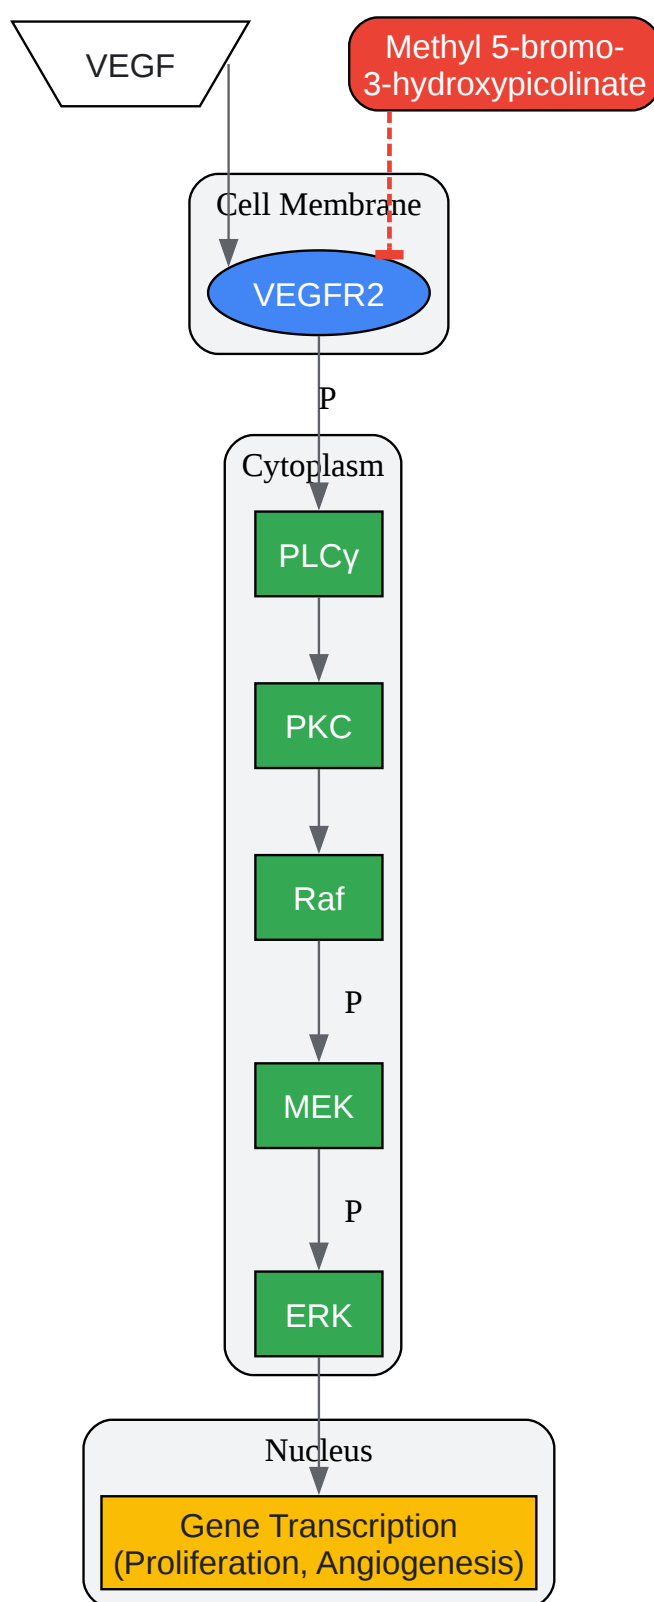 VEGF
Methyl 5-bromo-
3-hydroxypicolinate
Cell Membrane
VEGFR2
P
Cytoplasm
PLCγ
PKC
Raf
P
MEK
P
ERK
Nucleus
Gene Transcription
(Proliferation, Angiogenesis)